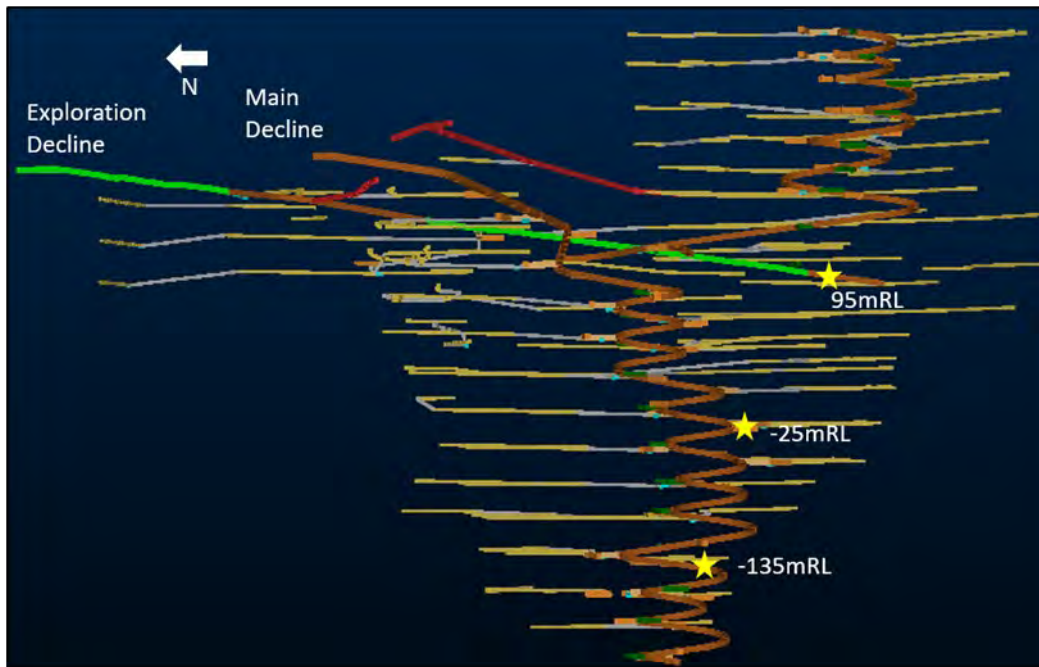 N
Exploration
Decline
Main
Decline
95mRL
-25mRL
-135mRL